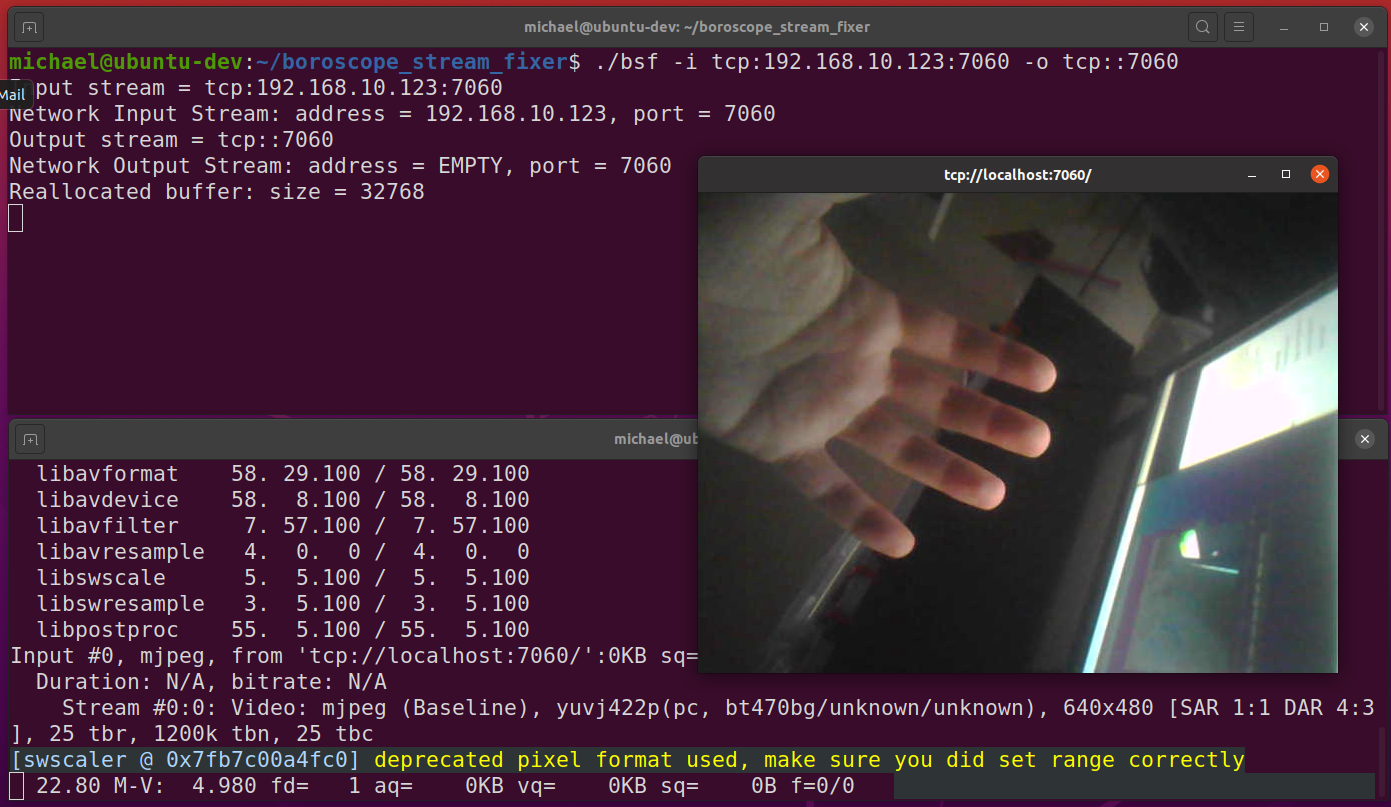 michael@ubuntu-dev: ~/boroscope_stream_fixer
michael@ubuntu-dev:~/boroscope_stream_fixer$ ./bsf -i tcp:192.168.10.123:7060 -o tcp::7060
Mail
put stream = tcp:192.168.10.123:7060
Network Input Stream: address = 192.168.10.123, port = 7060
Output stream = tcp::7060
Network Output Stream: address = EMPTY, port = 7060
Reallocated buffer: size = 32768
tcp://localhost:7060/
michael@ub
libavformat 58. 29.100 / 58. 29.100
libavdevice 58. 8.100 / 58. 8.100
libavfilter 7. 57.100 / 7. 57.100
libavresample 4. 0. 0 / 4. 0. 0
libswscale 5. 5.100 / 5. 5.100
libswresample 3. 5.100 / 3. 5.100
libpostproc 55. 5.100 / 55. 5.100
Input #0, mjpeg, from 'tcp://localhost:7060/':0KB sq=
Duration: N/A, bitrate: N/A
Stream #0:0: Video: mjpeg (Baseline), yuvj422p(pc, bt470bg/unknown/unknown), 640x480 [SAR 1:1 DAR 4:3
], 25 tbr, 1200k tbn, 25 tbc
[swscaler @ 0x7fb7c00a4fc0] deprecated pixel format used, make sure you did set range correctly
22.80 M-V: 4.980 fd= 1 aq= 0KB vq= 0KB sq= 0B f=0/0